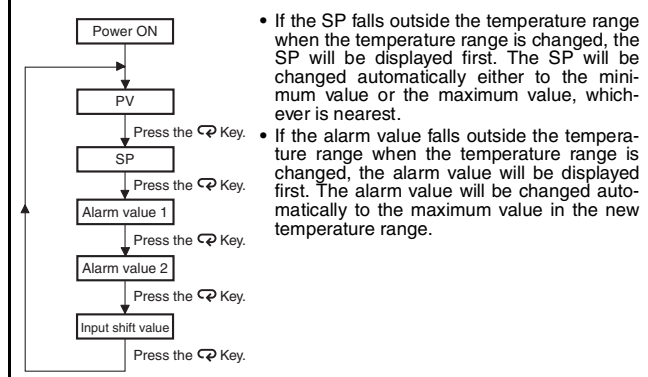 Power ON
PV
Press the Key.
SP
Press the Key.
Alarm value 1
Press the Key.
Alarm value 2
Press the Key.
Input shift value
Press the Key.
• If the SP falls outside the temperature range
when the temperature range is changed, the
SP will be displayed first. The SP will be
changed automatically either to the mini-
mum value or the maximum value, which-
ever is nearest.
• If the alarm value falls outside the tempera-
ture range when the temperature range is
changed, the alarm value will be displayed
first. The alarm value will be changed auto-
matically to the maximum value in the new
temperature range.